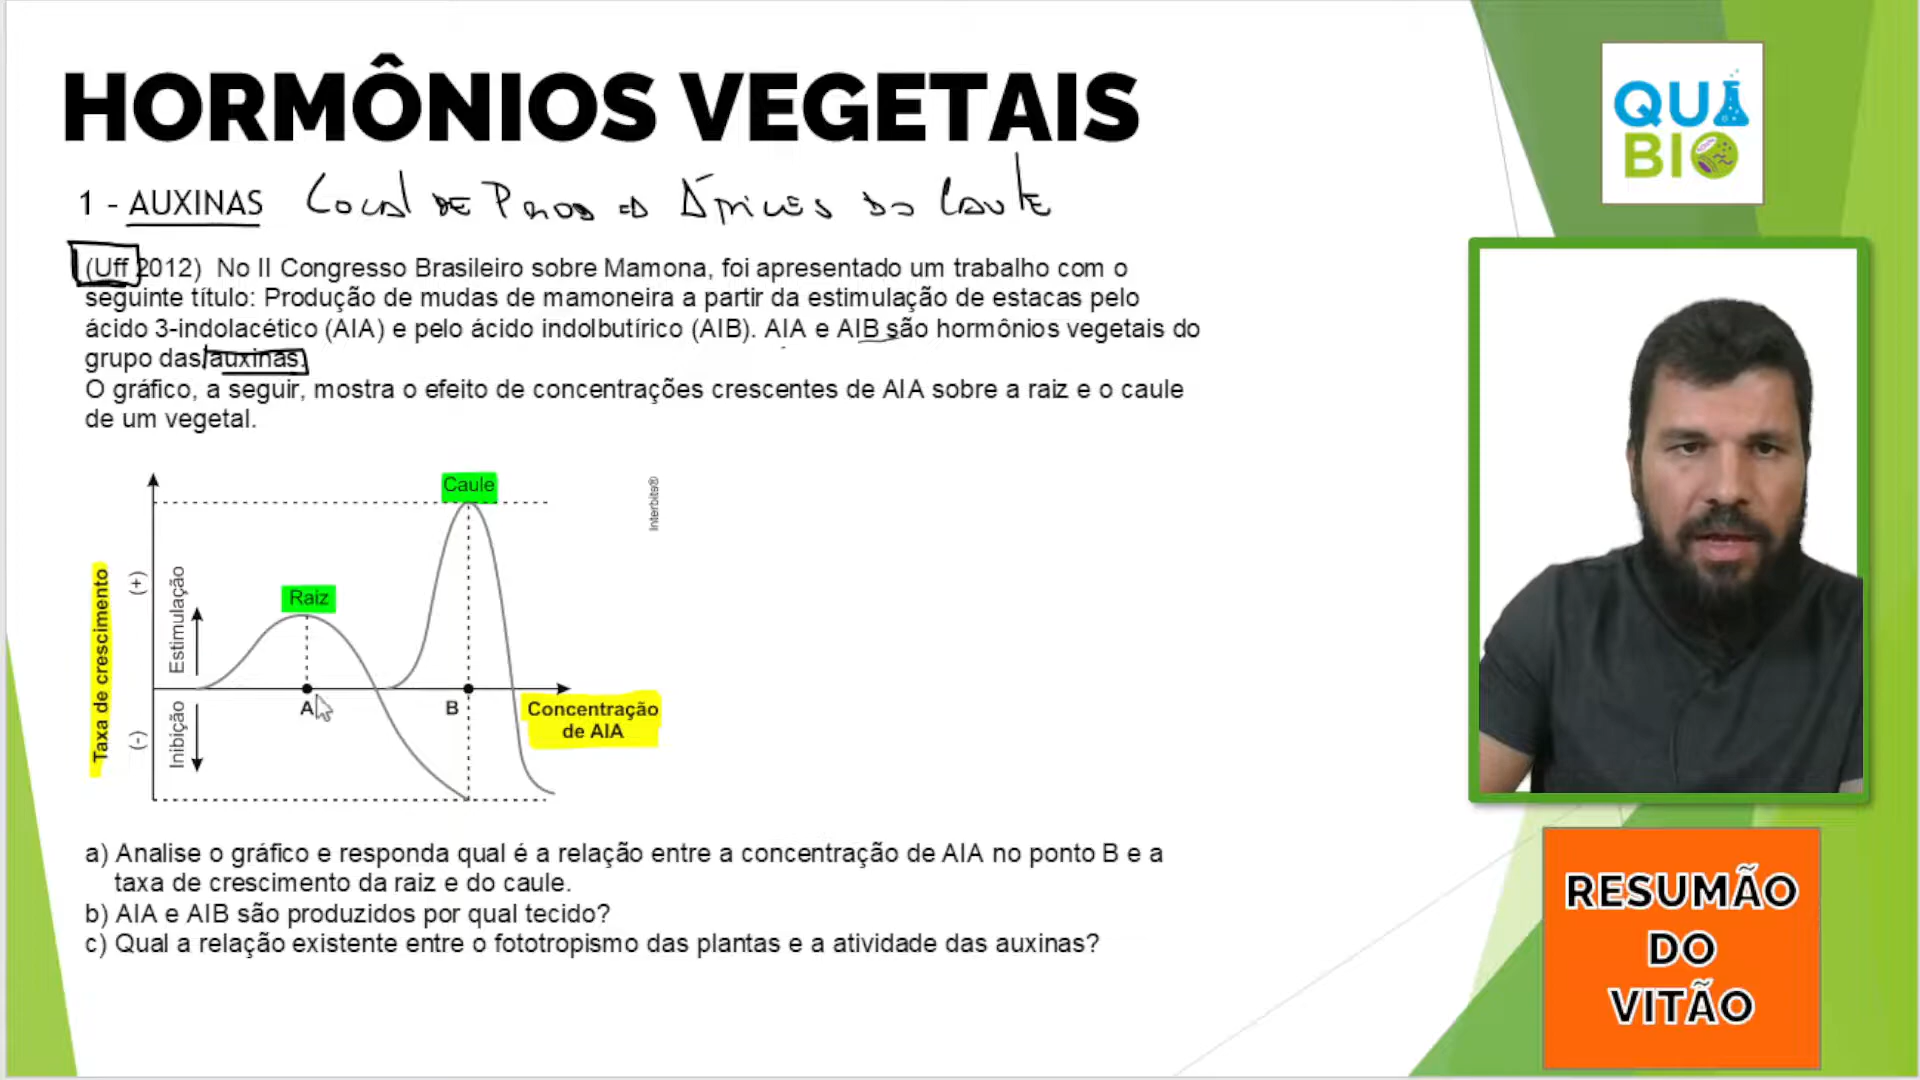 HORMÔNIOS VEGETAIS
QUÍ
BIO
1 - AUXINAS
LOCAL DE PROD Ápices do Caule
(Uff 2012) No II Congresso Brasileiro sobre Mamona, foi apresentado um trabalho com o
seguinte título: Produção de mudas de mamoneira a partir da estimulação de estacas pelo
ácido 3-indolacético (AIA) e pelo ácido indolbutírico (AIB). AIA e AIB são hormônios vegetais do
grupo das auxinas.
O gráfico, a seguir, mostra o efeito de concentrações crescentes de AIA sobre a raiz e o caule
de um vegetal.
Caule
Interbits®
Taxa de crescimento
(+)
Estimulação
Raiz
(-)
Inibição
A
B
Concentração
de AIA
a) Analise o gráfico e responda qual é a relação entre a concentração de AIA no ponto B e a
taxa de crescimento da raiz e do caule.
b) AIA e AIB são produzidos por qual tecido?
c) Qual a relação existente entre o fototropismo das plantas e a atividade das auxinas?
RESUMÃO
DO
VITÃO